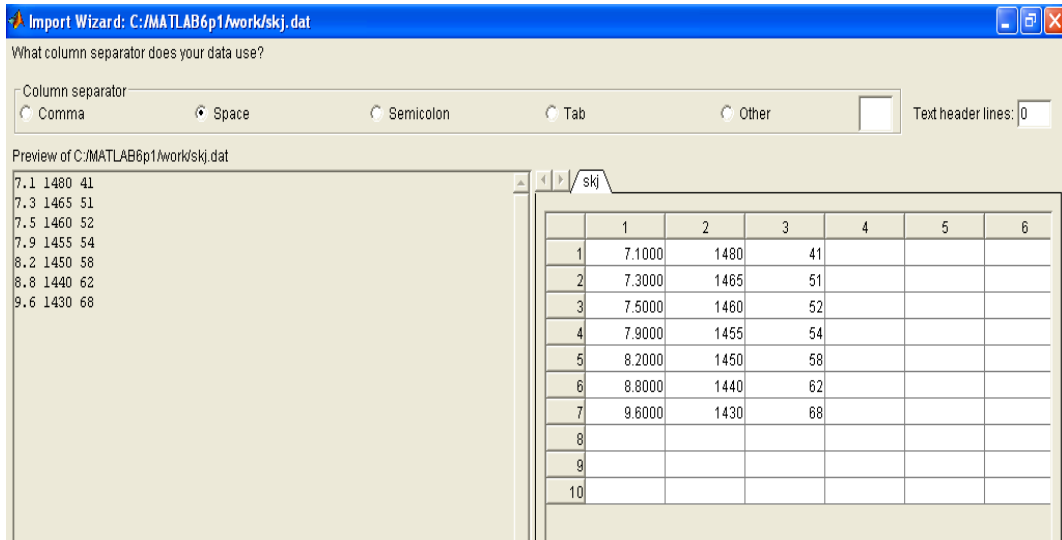 Import Wizard: C:/MATLAB6p1/work/skj.dat
What column separator does your data use?
Column separator
Comma Space Semicolon Tab Other Text header lines: 0
Preview of C:/MATLAB6p1/work/skj.dat
7.1 1480 41
7.3 1465 51
7.5 1460 52
7.9 1455 54
8.2 1450 58
8.8 1440 62
9.6 1430 68
skj
1 2 3 4 5 6
1 7.1000 1480 41
2 7.3000 1465 51
3 7.5000 1460 52
4 7.9000 1455 54
5 8.2000 1450 58
6 8.8000 1440 62
7 9.6000 1430 68
8
9
10